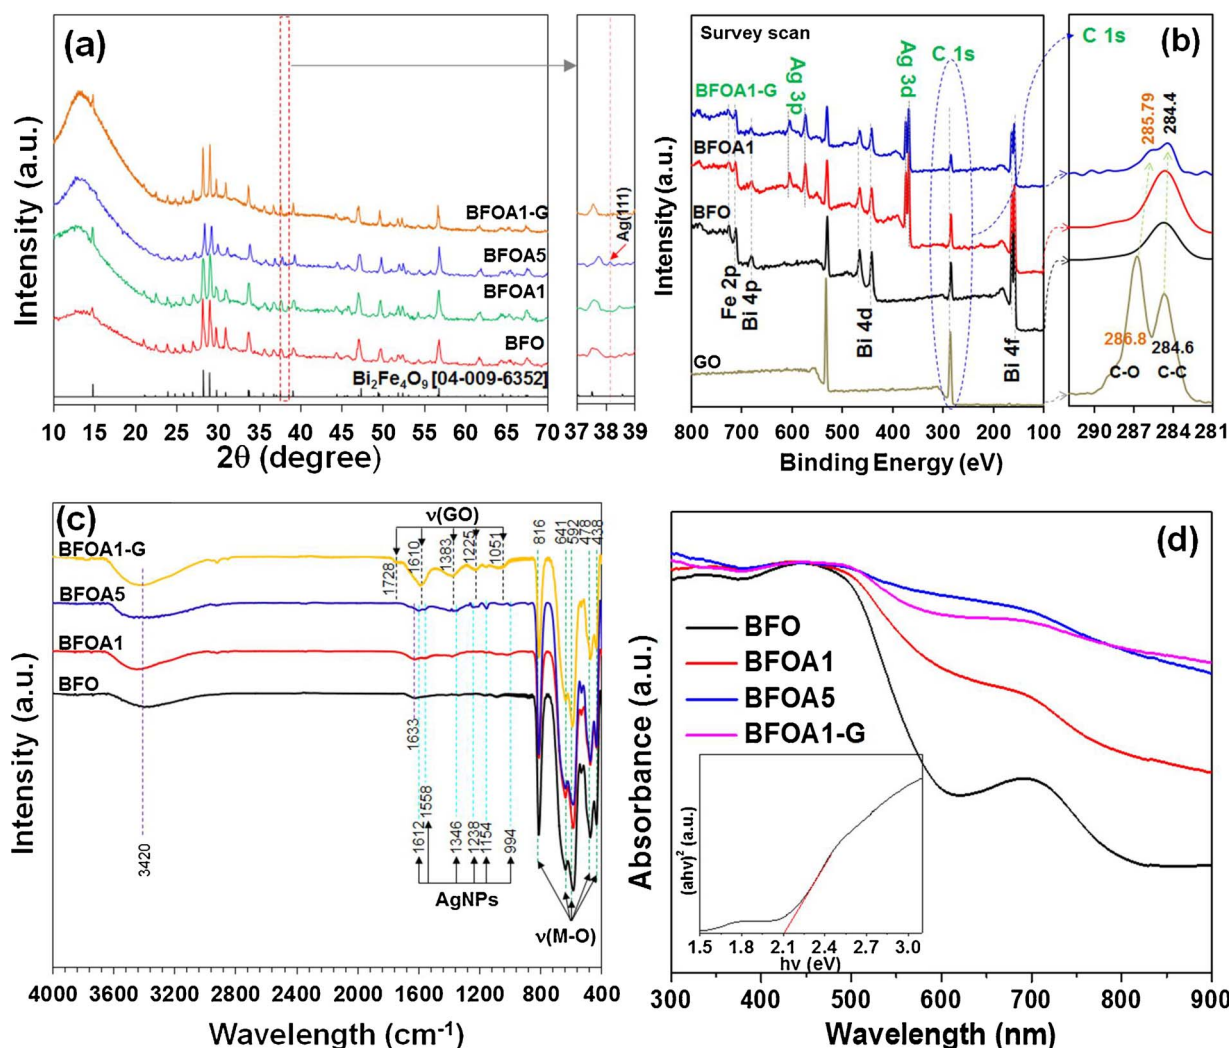 (a)
Intensity (a.u.)
BFOA1-G
BFOA5
BFOA1
BFO
Bi₂Fe₄O₉ [04-009-6352]
Ag(111)
10 15 20 25 30 35 40 45 50 55 60 65 70
37 38 39
2θ (degree)
(b)
Survey scan
Intensity (a.u.)
BFOA1-G
BFOA1
BFO
GO
Fe 2p
Bi 4p
Ag 3p
Bi 4d
Ag 3d
C 1s
Bi 4f
C 1s
285.79
284.4
286.8
284.6
C-O
C-C
800 700 600 500 400 300 200 100
290 287 284 281
Binding Energy (eV)
(c)
Intensity (a.u.)
ν(GO)
1728
1610
1383
1225
1051
816
641
592
478
438
BFOA1-G
BFOA5
BFOA1
BFO
3420
1633
1612
1558
1346
1238
1154
994
AgNPs
ν(M-O)
4000 3600 3200 2800 2400 2000 1600 1200 800 400
Wavelength (cm⁻¹)
(d)
Absorbance (a.u.)
BFO
BFOA1
BFOA5
BFOA1-G
(ahv)² (a.u.)
1.5 1.8 2.1 2.4 2.7 3.0
hv (eV)
300 400 500 600 700 800 900
Wavelength (nm)